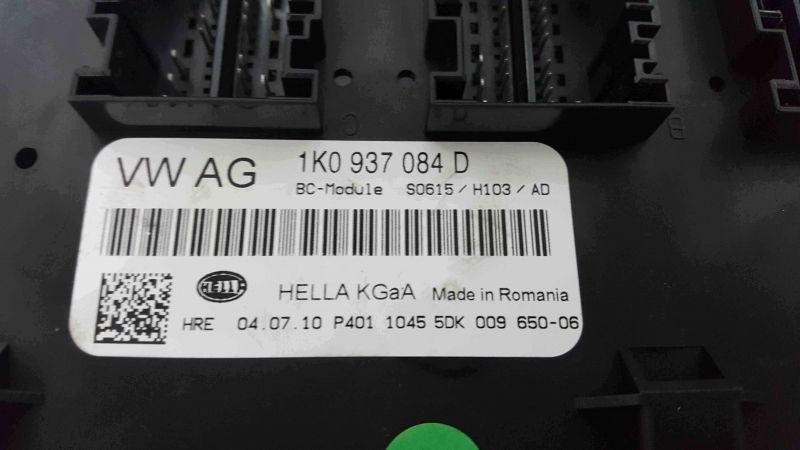 C
B
VW AG
1K0 937 084 D
BC-Module S0615 / H103 / AD
HELLA
HELLA KGaA Made in Romania
HRE 04.07.10 P401 1045 5DK 009 650-06